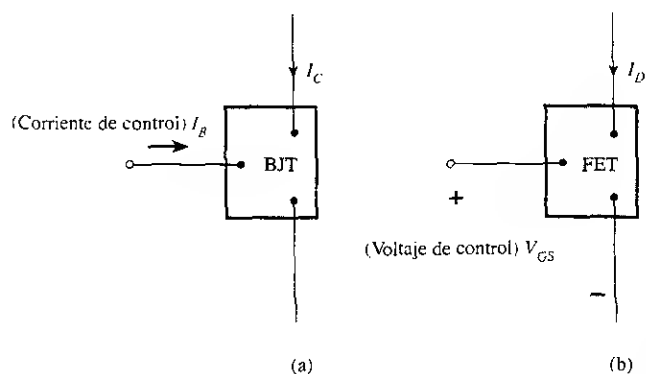 I_C
(Corriente de control) I_B
BJT
(a)
I_D
FET
+
(Voltaje de control) V_GS
−
(b)